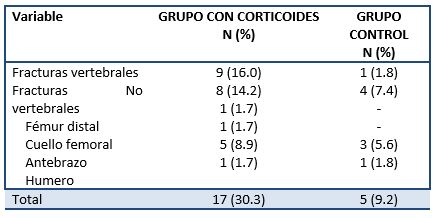 Variable GRUPO CON CORTICOIDES GRUPO
N (%) CONTROL
N (%)
Fracturas vertebrales 9 (16.0) 1 (1.8)
Fracturas No 8 (14.2) 4 (7.4)
vertebrales 1 (1.7) -
Fémur distal 1 (1.7) -
Cuello femoral 5 (8.9) 3 (5.6)
Antebrazo 1 (1.7) 1 (1.8)
Humero
Total 17 (30.3) 5 (9.2)